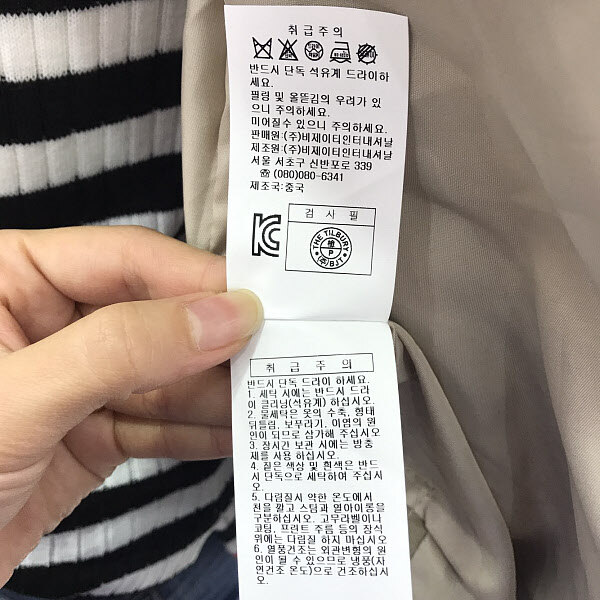 취급주의
반드시 단독 석유계 드라이하
세요.
필링 및 올뜯김의 우려가 있
으니 주의하세요.
미어질수 있으니 주의하세요.
판매원:(주)비제이티인터내셔날
제조원:(주)비제이티인터내셔날
서울 서초구 신반포로 339
☎(080)080-6341
제조국:중국
검 시 필
THE TILBURY
檢
P
(주)BJT
취 급 주 의
반드시 단독 드라이 하세요.
1. 세탁 시에는 반드시 드라
이 크리닝(석유계) 하십시오.
2. 물세탁은 옷의 수축, 형태
뒤틀림, 보푸라기, 이염의 원
인이 되므로 삼가해 주십시오
3. 장시간 보관 시에는 방충
제를 사용 하십시오.
4. 짙은 색상 및 흰색은 반드
시 단독으로 세탁하여 주십시오
5. 다림질시 약한 온도에서
천을 깔고 스팀과 열아이롱을
구분하십시오. 고무라벨이나
코팅, 프린트 주름 등의 장식
위에는 다림질 하지 마십시오
6. 열풍건조는 외관변형의 원
인이 될 수 있으므로 냉풍(자
연건조 온도)으로 건조하십시
오.